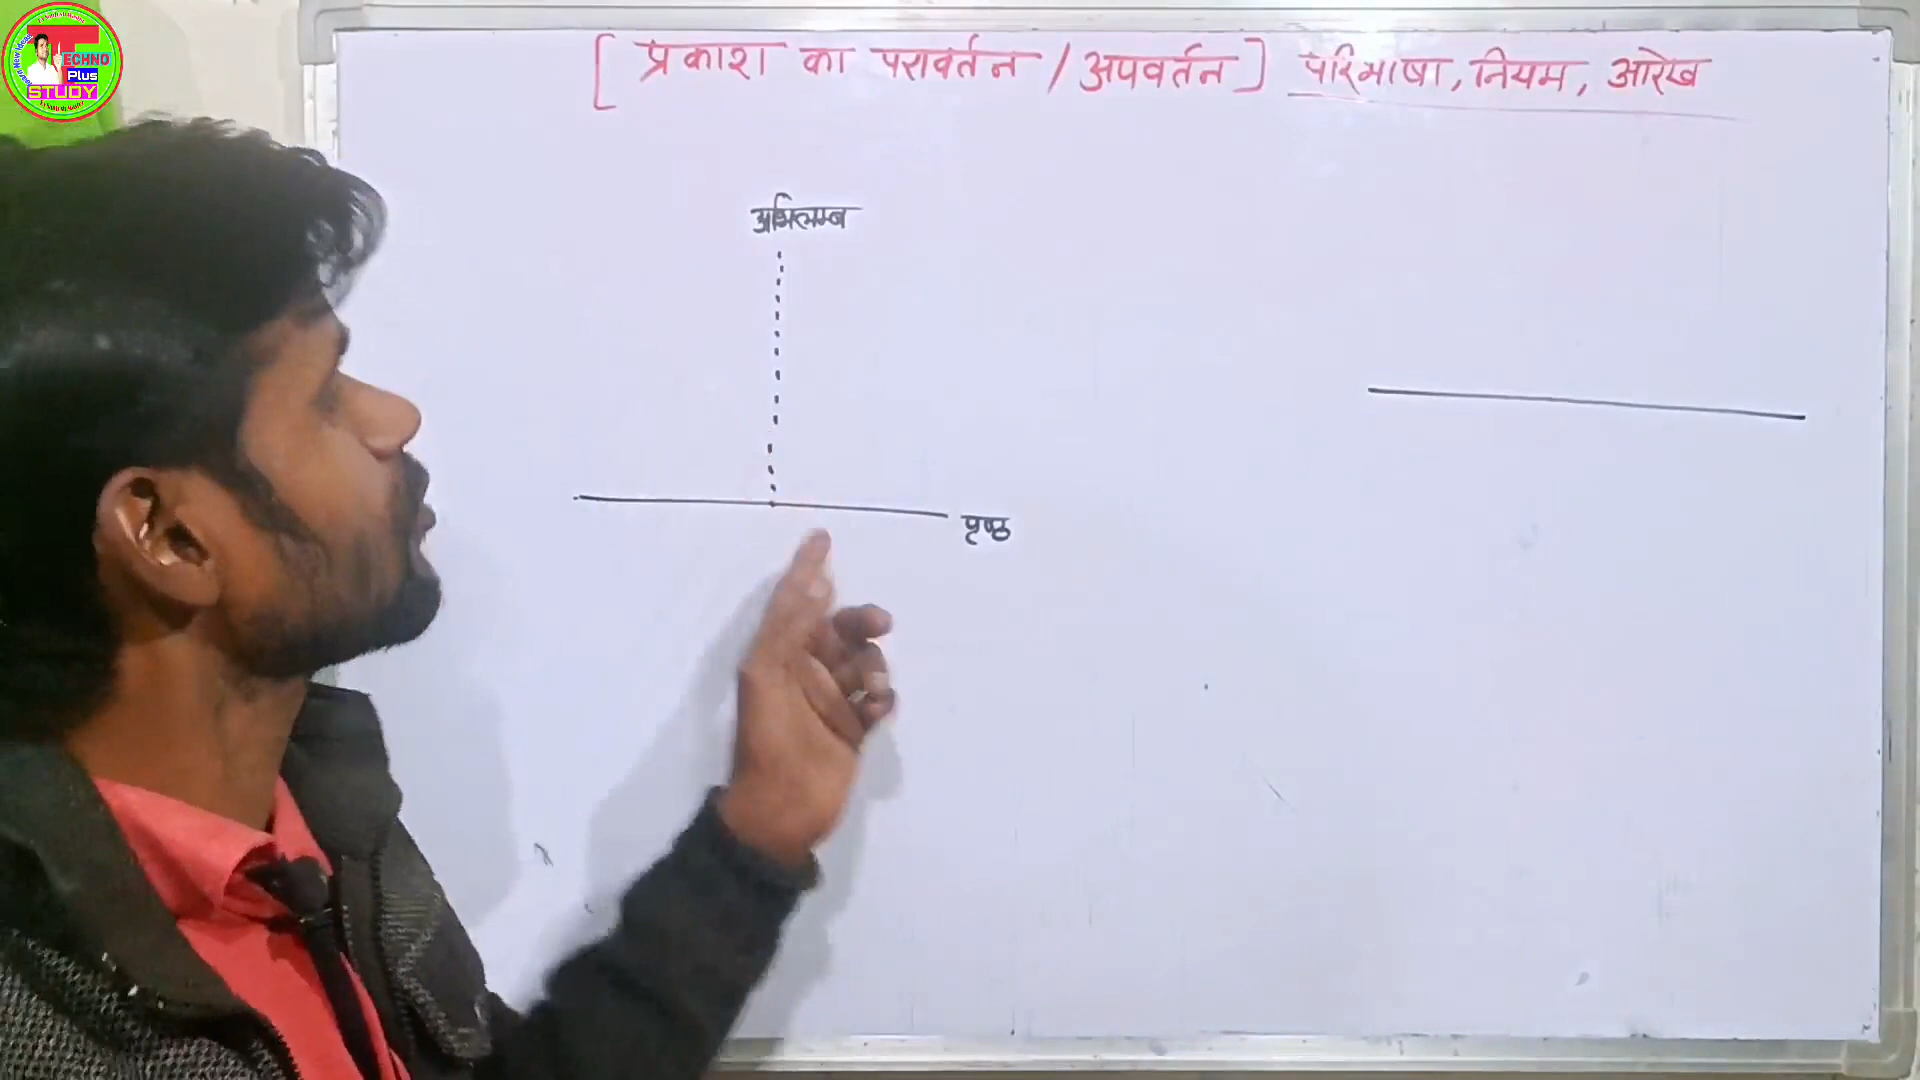 TECHNO
Plus
STUDY
[ प्रकाश का परावर्तन / अपवर्तन ] परिभाषा, नियम, आरेख
अभिलम्ब
पृष्ठ